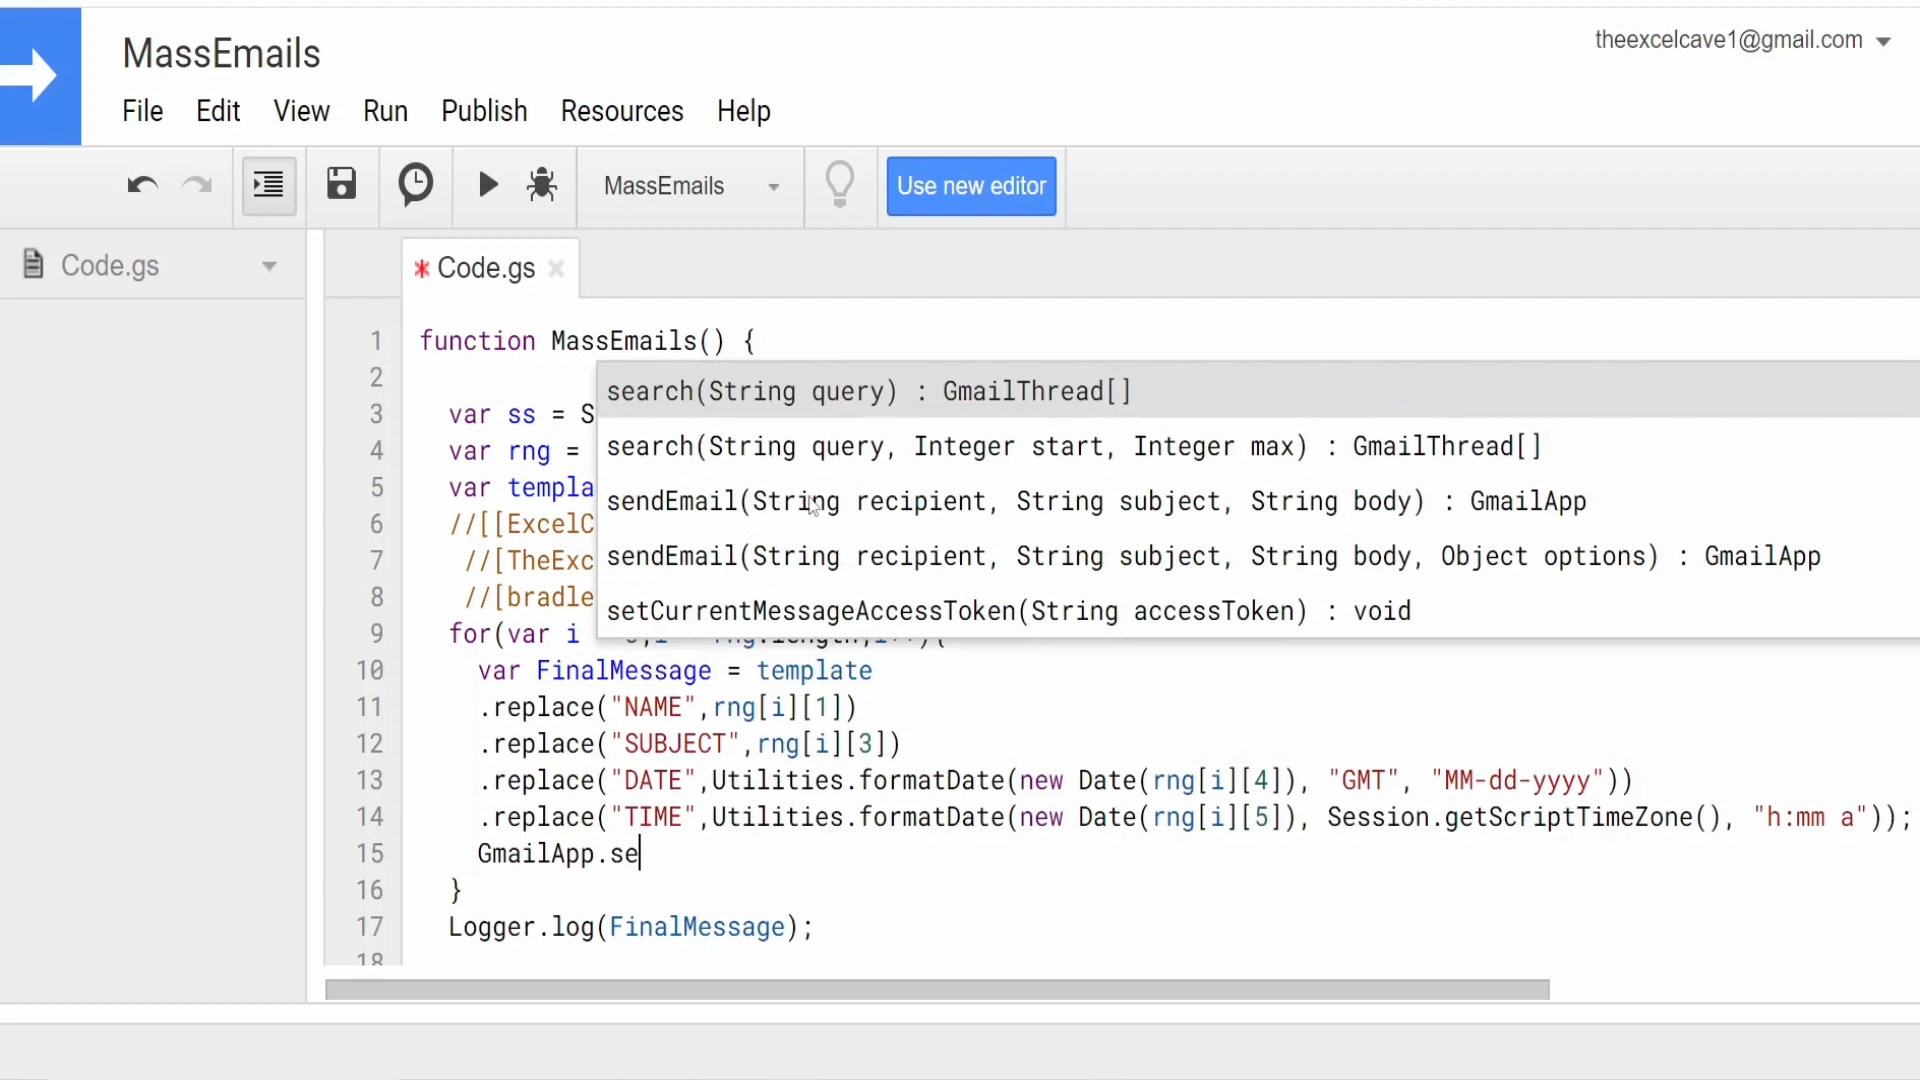 MassEmails
theexcelcave1@gmail.com
File Edit View Run Publish Resources Help
MassEmails
Use new editor
Code.gs
* Code.gs
1 function MassEmails() {
2
3 var ss = S
4 var rng =
5 var templa
6 //[[ExcelC
7 //[TheExc
8 //[bradle
search(String query) : GmailThread[]
search(String query, Integer start, Integer max) : GmailThread[]
sendEmail(String recipient, String subject, String body) : GmailApp
sendEmail(String recipient, String subject, String body, Object options) : GmailApp
setCurrentMessageAccessToken(String accessToken) : void
9 for(var i
10 var FinalMessage = template
11 .replace("NAME",rng[i][1])
12 .replace("SUBJECT",rng[i][3])
13 .replace("DATE",Utilities.formatDate(new Date(rng[i][4]), "GMT", "MM-dd-yyyy"))
14 .replace("TIME",Utilities.formatDate(new Date(rng[i][5]), Session.getScriptTimeZone(), "h:mm a"));
15 GmailApp.se
16 }
17 Logger.log(FinalMessage);
18